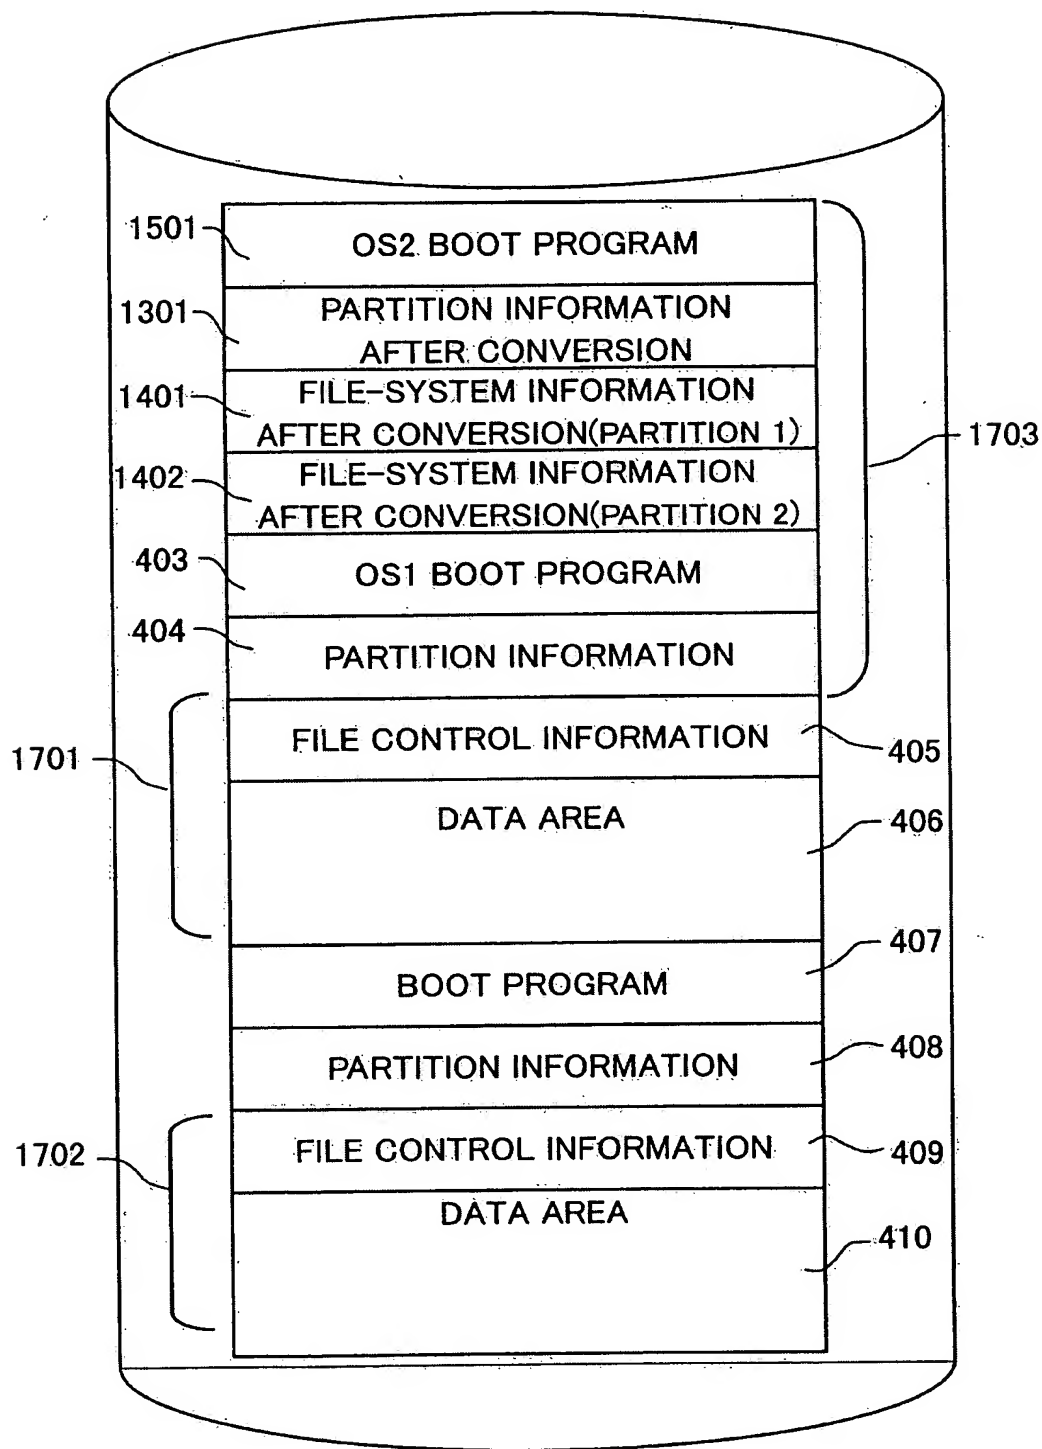 1501
OS2 BOOT PROGRAM
1301
PARTITION INFORMATION
AFTER CONVERSION
1401
FILE-SYSTEM INFORMATION
AFTER CONVERSION(PARTITION 1)
1703
1402
FILE-SYSTEM INFORMATION
AFTER CONVERSION(PARTITION 2)
403
OS1 BOOT PROGRAM
404
PARTITION INFORMATION
1701
FILE CONTROL INFORMATION
405
DATA AREA
406
407
BOOT PROGRAM
PARTITION INFORMATION
408
1702
FILE CONTROL INFORMATION
409
DATA AREA
410